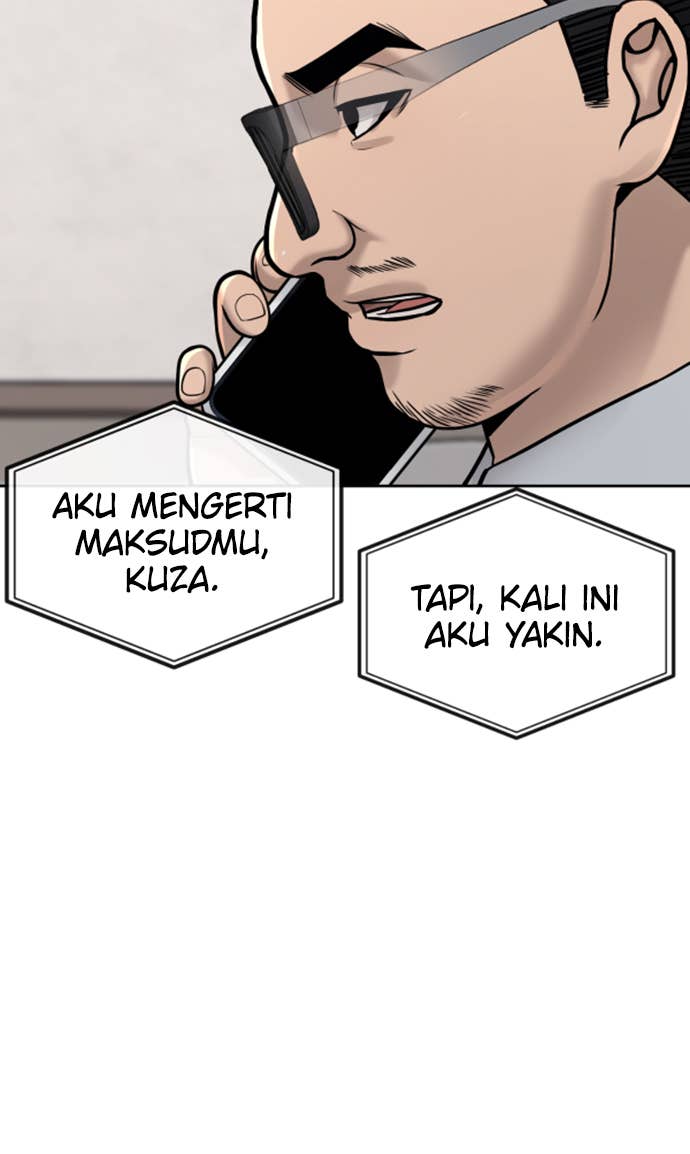 AKU MENGERTI
MAKSUDMU,
KUZA.
TAPI, KALI INI
AKU YAKIN.